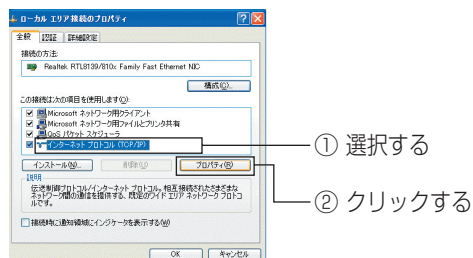 ローカル エリア接続のプロパティ
全般 認証 詳細設定
接続の方法:
Realtek RTL8139/810x Family Fast Ethernet NIC
構成(C)...
この接続は次の項目を使用します(O):
Microsoft ネットワーク用クライアント
Microsoft ネットワーク用ファイルとプリンタ共有
QoS パケット スケジューラ
インターネット プロトコル (TCP/IP)
① 選択する
インストール(N)... 削除(U) プロパティ(R)
② クリックする
説明
伝送制御プロトコル/インターネット プロトコル。相互接続されたさまざまな
ネットワーク間の通信を提供する、既定のワイド エリア ネットワーク プロトコ
ルです。
接続時に通知領域にインジケータを表示する(W)
OK キャンセル